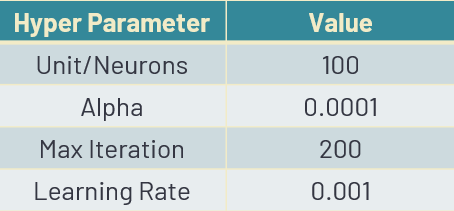 Hyper Parameter Value
Unit/Neurons 100
Alpha 0.0001
Max Iteration 200
Learning Rate 0.001